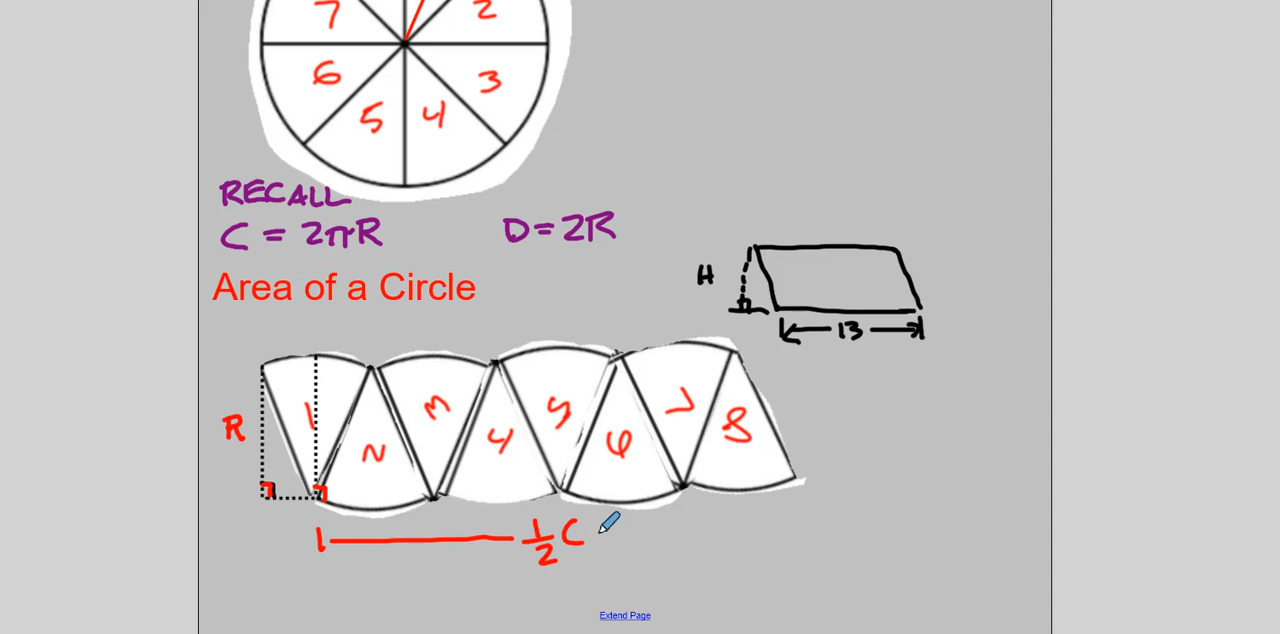 7 2
6 3
5 4
RECALL
C = 2πR D = 2R
Area of a Circle
H
13
R 1 2 3 4 5 6 7 8
1/2 C
Extend Page